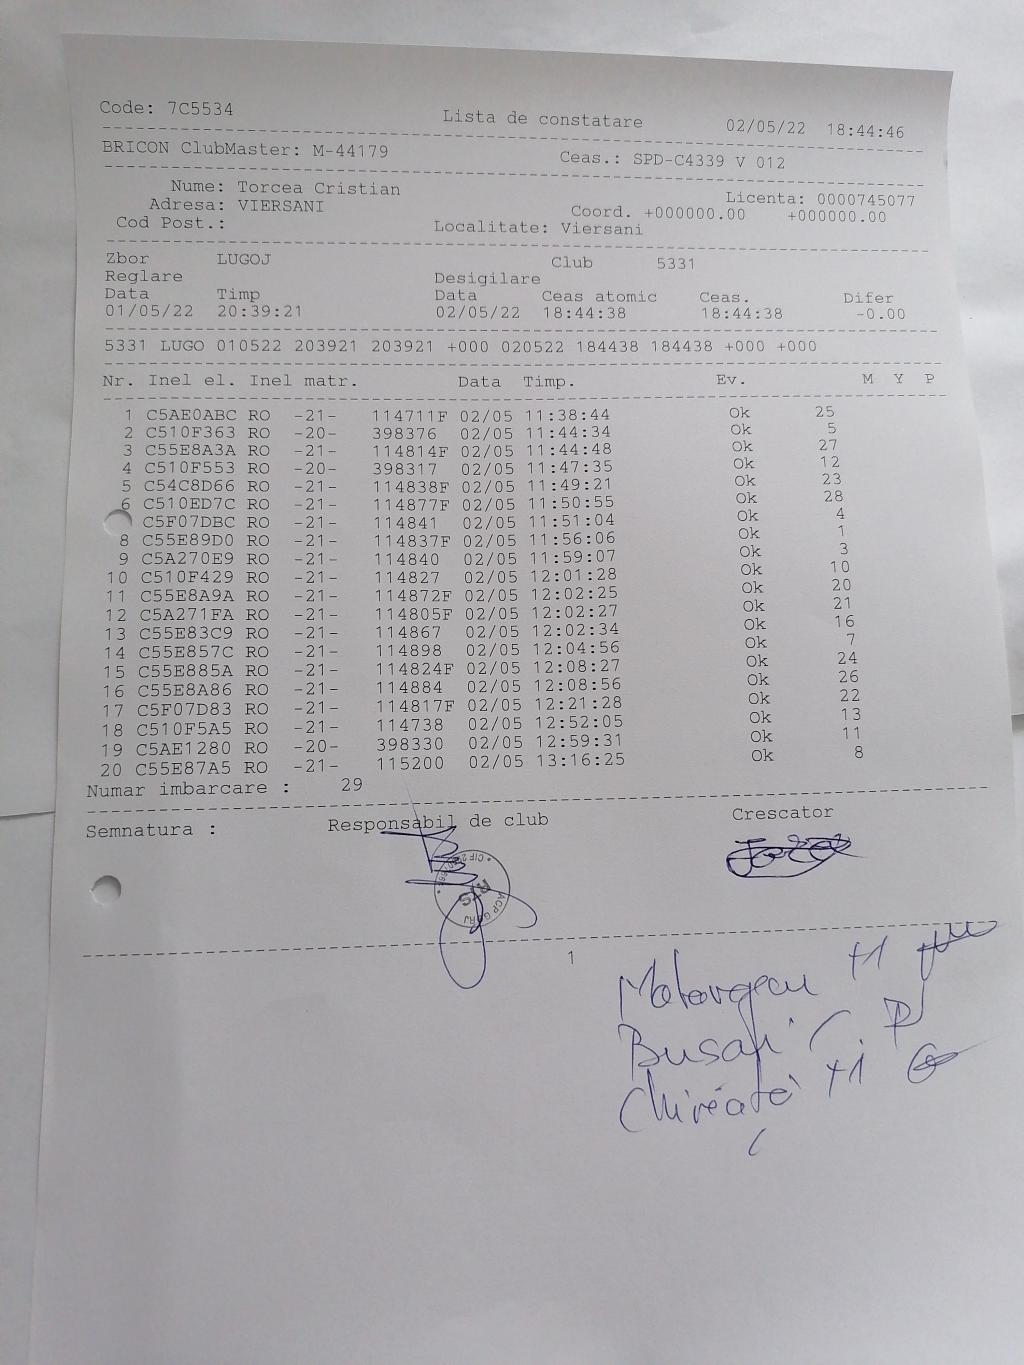 Code: 7C5534 Lista de constatare 02/05/22 18:44:46
BRICON ClubMaster: M-44179 Ceas.: SPD-C4339 V 012
Nume: Torcea Cristian Licenta: 0000745077
Adresa: VIERSANI Coord. +000000.00 +000000.00
Cod Post.: Localitate: Viersani
Zbor LUGOJ Club 5331
Reglare Desigilare
Data Timp Data Ceas atomic Ceas. Difer
01/05/22 20:39:21 02/05/22 18:44:38 18:44:38 -0.00
5331 LUGO 010522 203921 203921 +000 020522 184438 184438 +000 +000
Nr. Inel el. Inel matr. Data Timp. Ev. M Y P
1 C5AE0ABC RO -21- 114711F 02/05 11:38:44 Ok 25
2 C510F363 RO -20- 398376 02/05 11:44:34 Ok 5
3 C55E8A3A RO -21- 114814F 02/05 11:44:48 Ok 27
4 C510F553 RO -20- 398317 02/05 11:47:35 Ok 12
5 C54C8D66 RO -21- 114838F 02/05 11:49:21 Ok 23
6 C510ED7C RO -21- 114877F 02/05 11:50:55 Ok 28
C5F07DBC RO -21- 114841 02/05 11:51:04 Ok 4
8 C55E89D0 RO -21- 114837F 02/05 11:56:06 Ok 1
9 C5A270E9 RO -21- 114840 02/05 11:59:07 Ok 3
10 C510F429 RO -21- 114827 02/05 12:01:28 Ok 10
11 C55E8A9A RO -21- 114872F 02/05 12:02:25 Ok 20
12 C5A271FA RO -21- 114805F 02/05 12:02:27 Ok 21
13 C55E83C9 RO -21- 114867 02/05 12:02:34 Ok 16
14 C55E857C RO -21- 114898 02/05 12:04:56 Ok 7
15 C55E885A RO -21- 114824F 02/05 12:08:27 Ok 24
16 C55E8A86 RO -21- 114884 02/05 12:08:56 Ok 26
17 C5F07D83 RO -21- 114817F 02/05 12:21:28 Ok 22
18 C510F5A5 RO -21- 114738 02/05 12:52:05 Ok 13
19 C5AE1280 RO -20- 398330 02/05 12:59:31 Ok 11
20 C55E87A5 RO -21- 115200 02/05 13:16:25 Ok 8
Numar imbarcare : 29
Semnatura : Responsabil de club Crescator
1
+1
+1